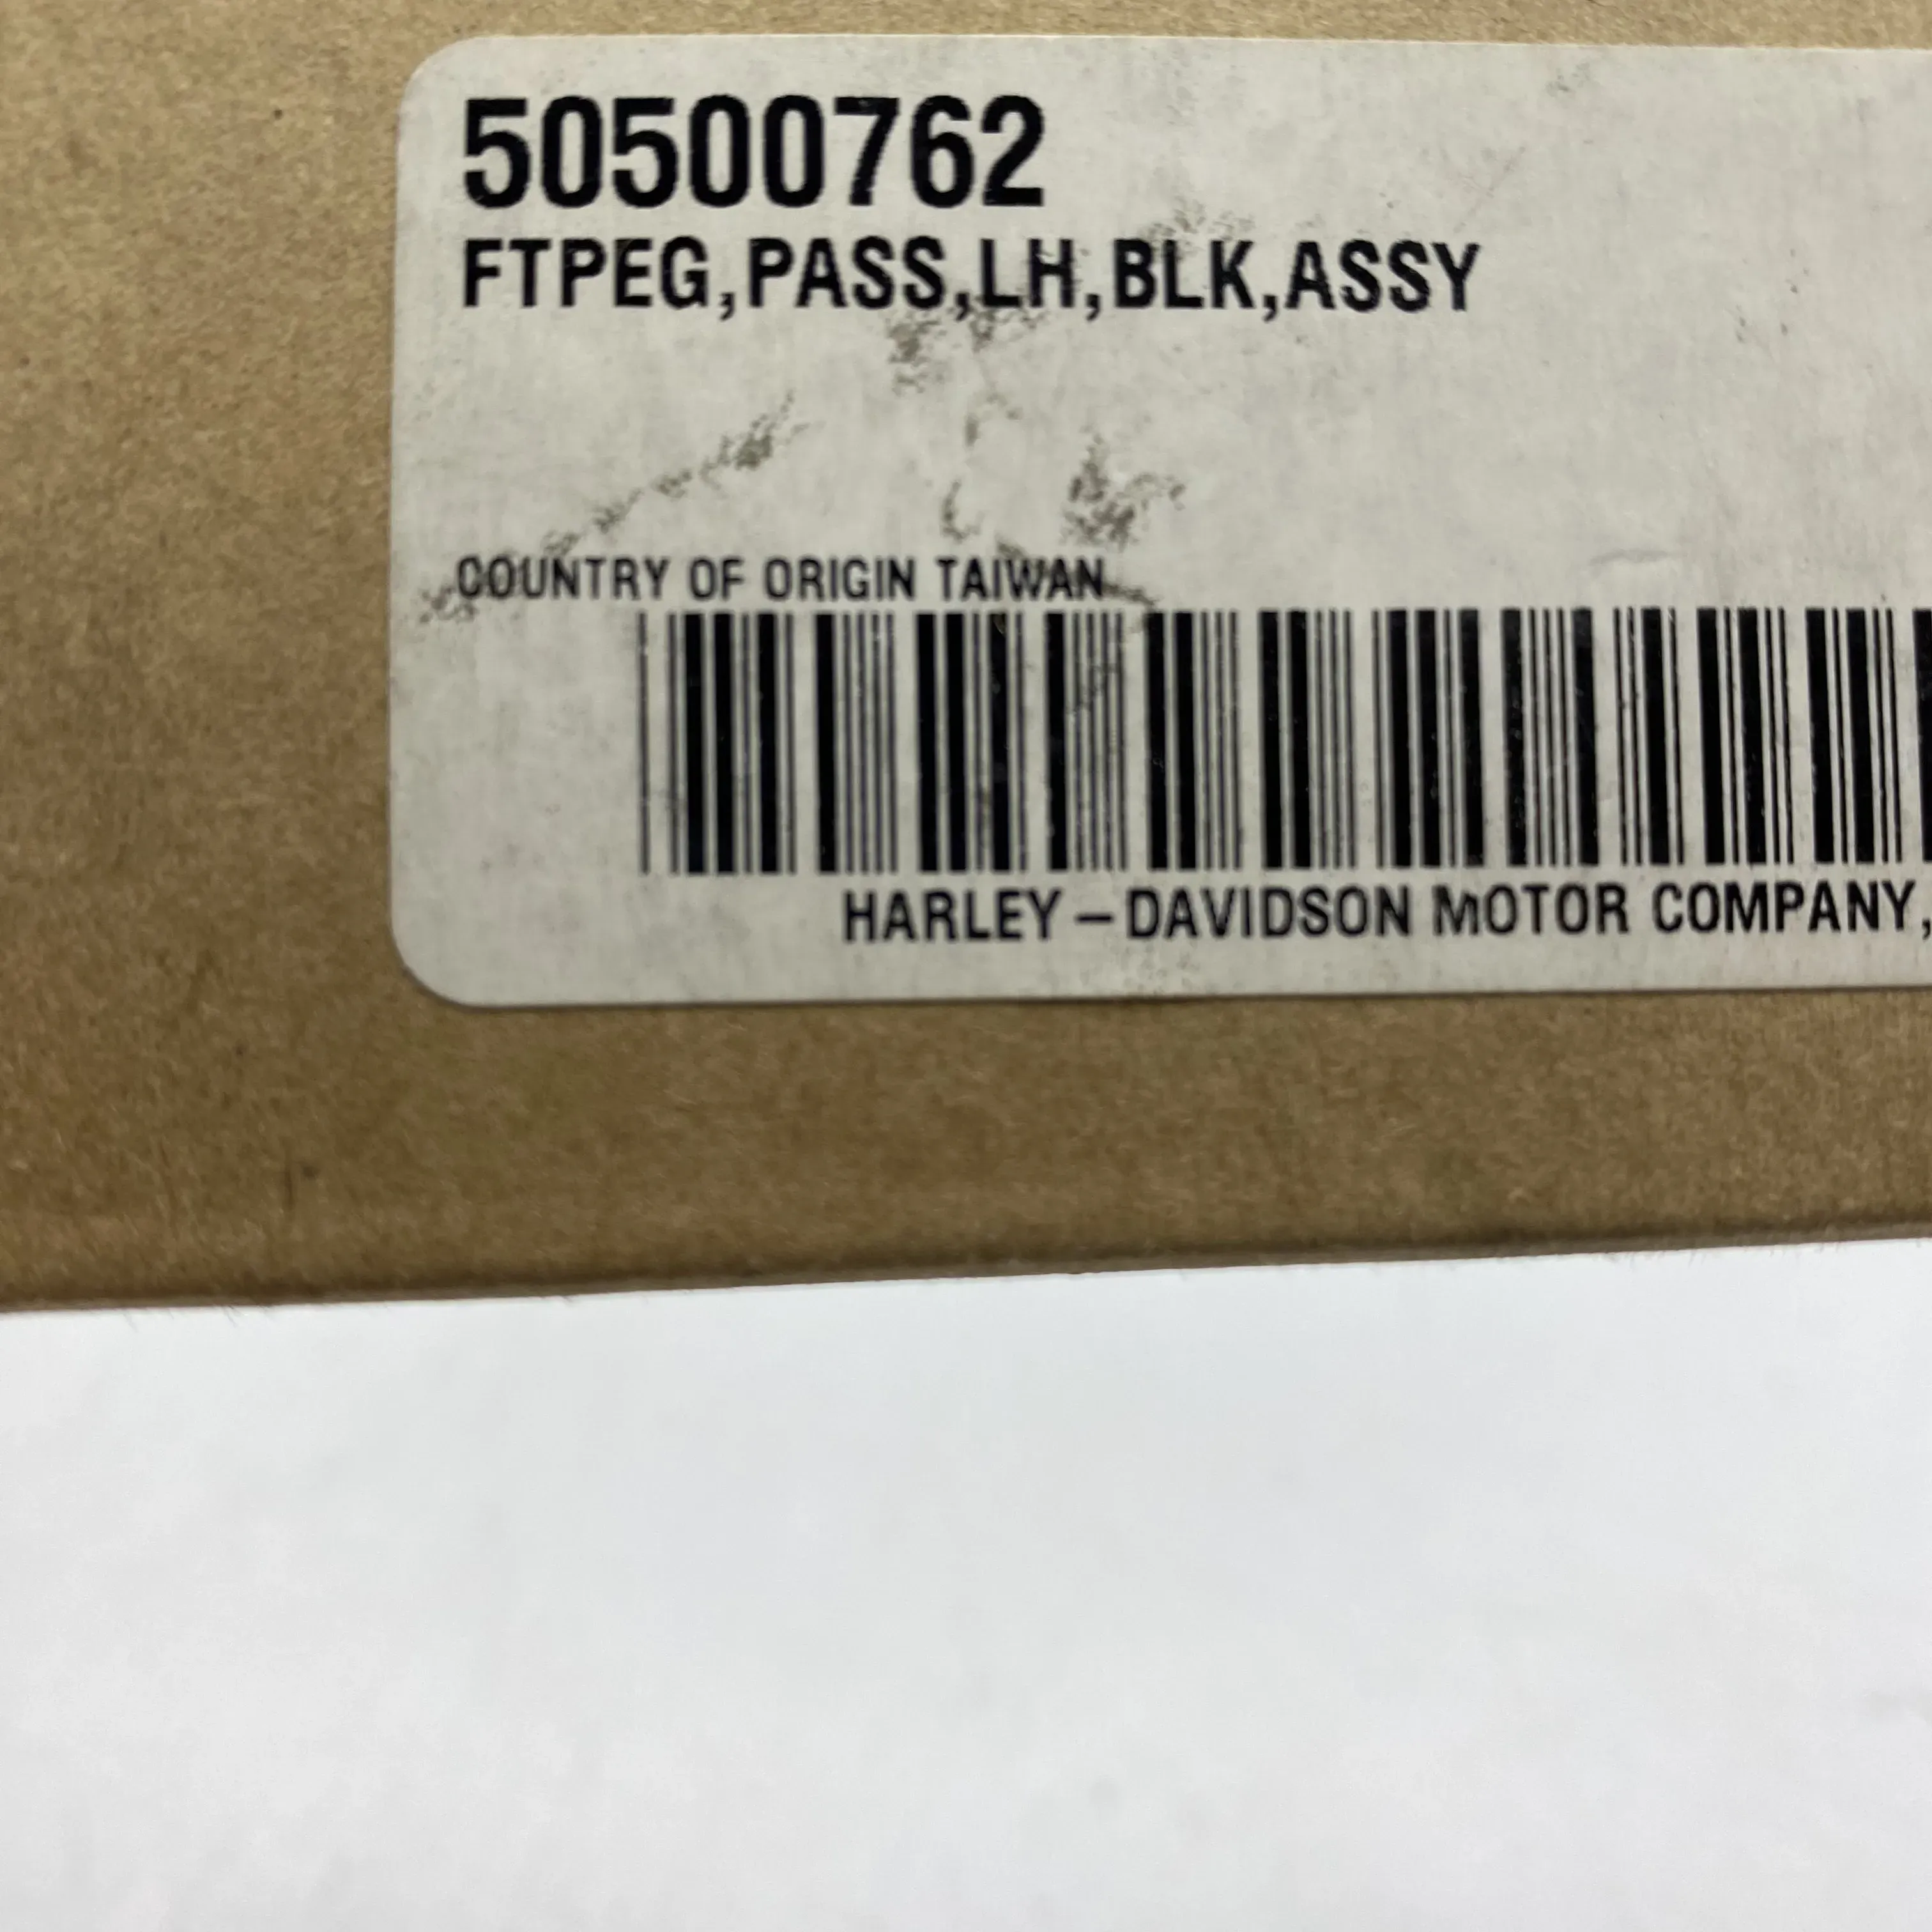 50500762
FTPEG,PASS,LH,BLK,ASSY
COUNTRY OF ORIGIN TAIWAN
HARLEY-DAVIDSON MOTOR COMPANY,